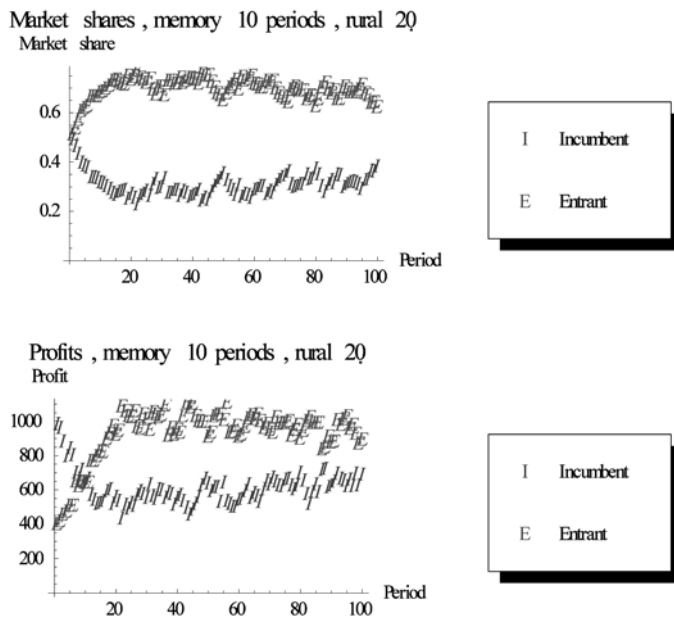 Market shares , memory 10 periods , rural 20
Market share
0.6
0.4
0.2
20 40 60 80 100
Period
I Incumbent
E Entrant
Profits , memory 10 periods , rural 20
Profit
1000
800
600
400
200
20 40 60 80 100
Period
I Incumbent
E Entrant